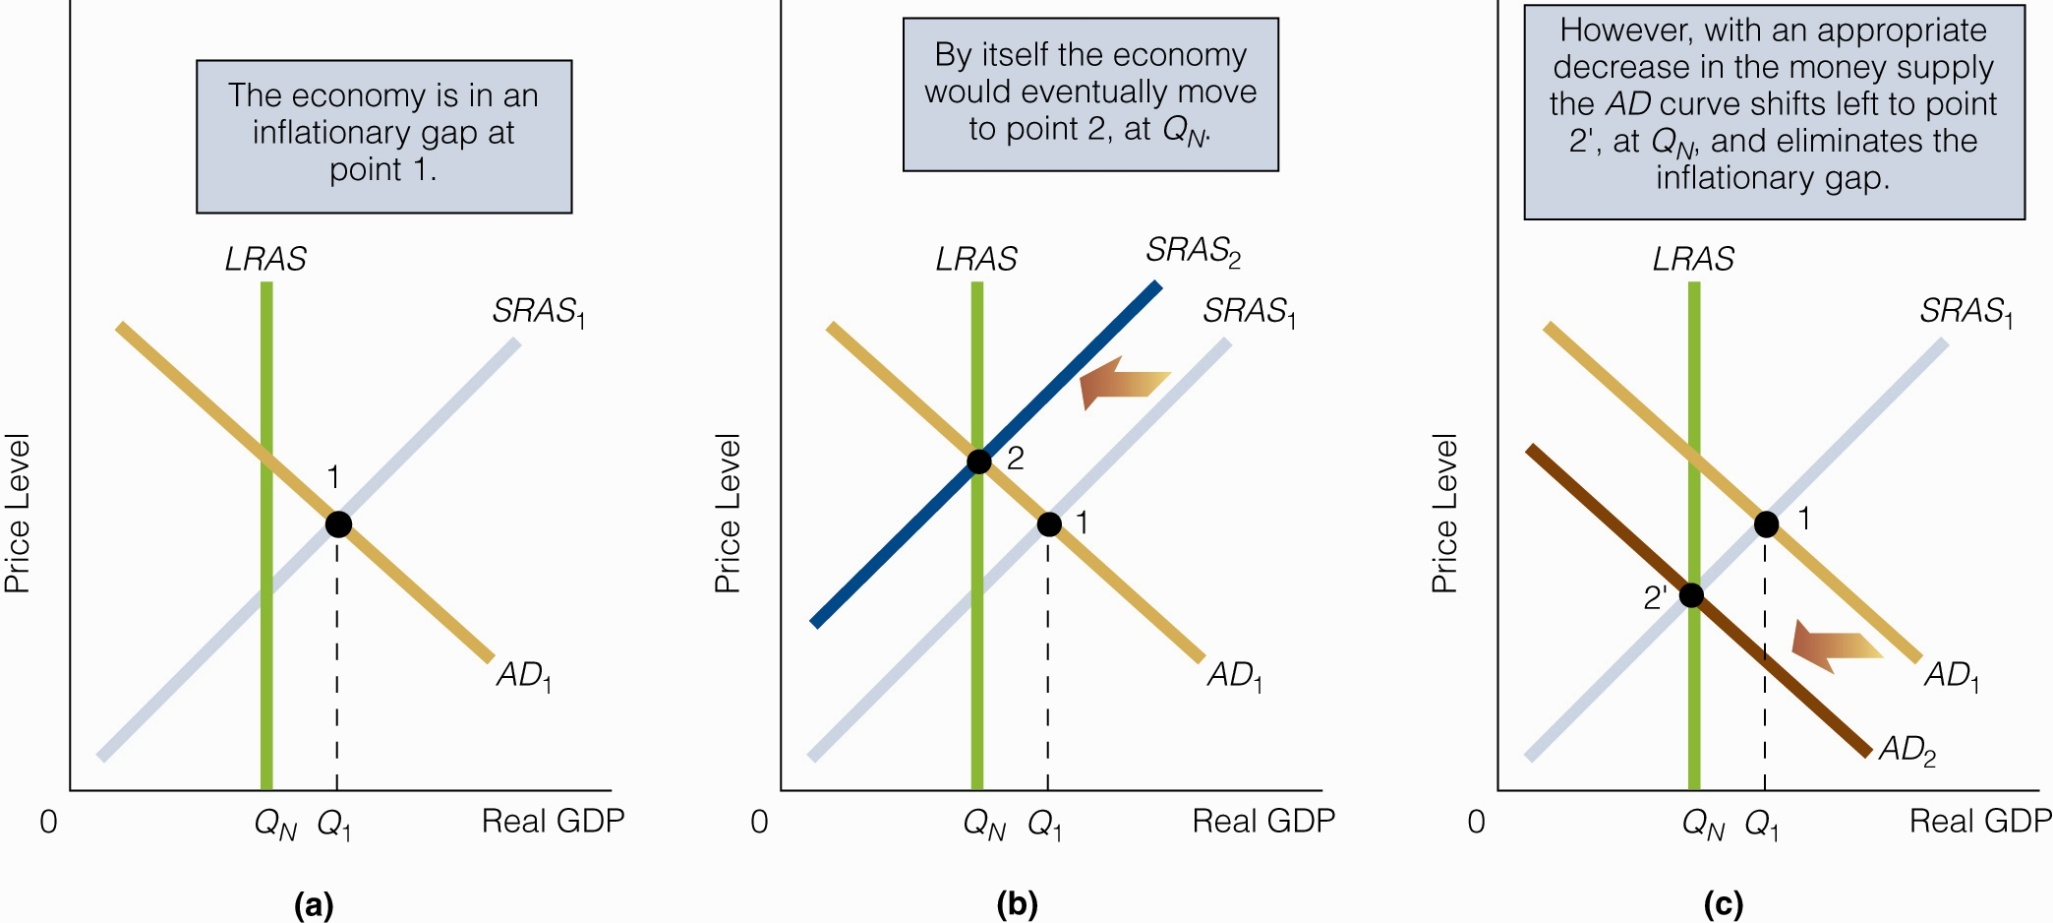 The economy is in an
inflationary gap at
point 1.
LRAS
SRAS1
1
AD1
Price Level
0
QN
Q1
Real GDP
(a)
By itself the economy
would eventually move
to point 2, at QN.
LRAS
SRAS2
SRAS1
2
1
AD1
Price Level
0
QN
Q1
Real GDP
(b)
However, with an appropriate
decrease in the money supply
the AD curve shifts left to point
2', at QN, and eliminates the
inflationary gap.
LRAS
SRAS1
1
2'
AD1
AD2
Price Level
0
QN
Q1
Real GDP
(c)